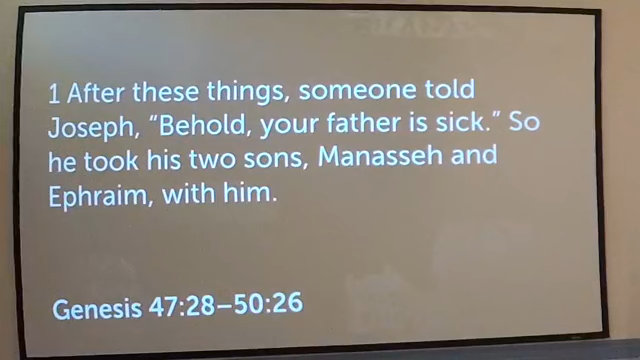 1 After these things, someone told
Joseph, “Behold, your father is sick.” So
he took his two sons, Manasseh and
Ephraim, with him.
Genesis 47:28–50:26